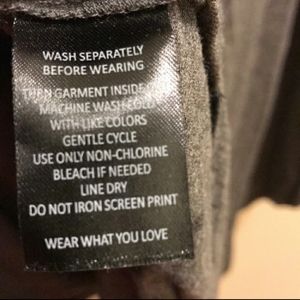 WASH SEPARATELY
BEFORE WEARING
GARMENT INSIDE
MACHINE WASH COLD
WITH LIKE COLORS
GENTLE CYCLE
USE ONLY NON-CHLORINE
BLEACH IF NEEDED
LINE DRY
DO NOT IRON SCREEN PRINT
WEAR WHAT YOU LOVE